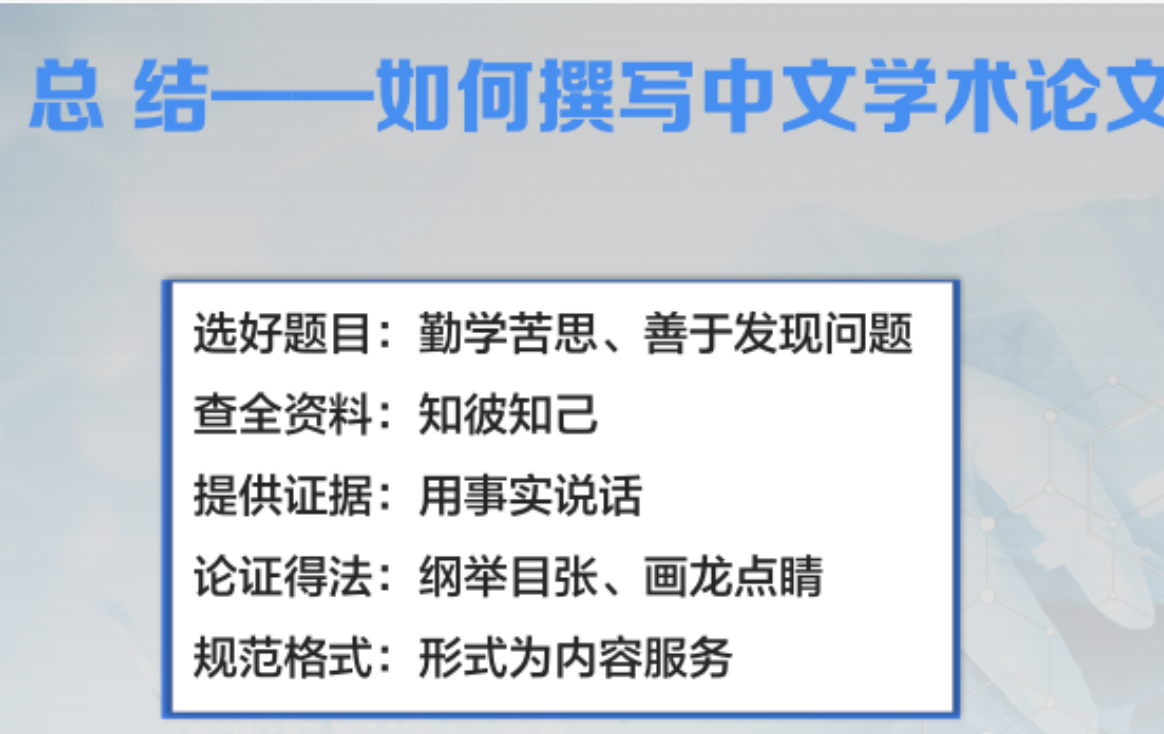 总 结——如何撰写中文学术论文
选好题目：勤学苦思、善于发现问题
查全资料：知彼知己
提供证据：用事实说话
论证得法：纲举目张、画龙点睛
规范格式：形式为内容服务